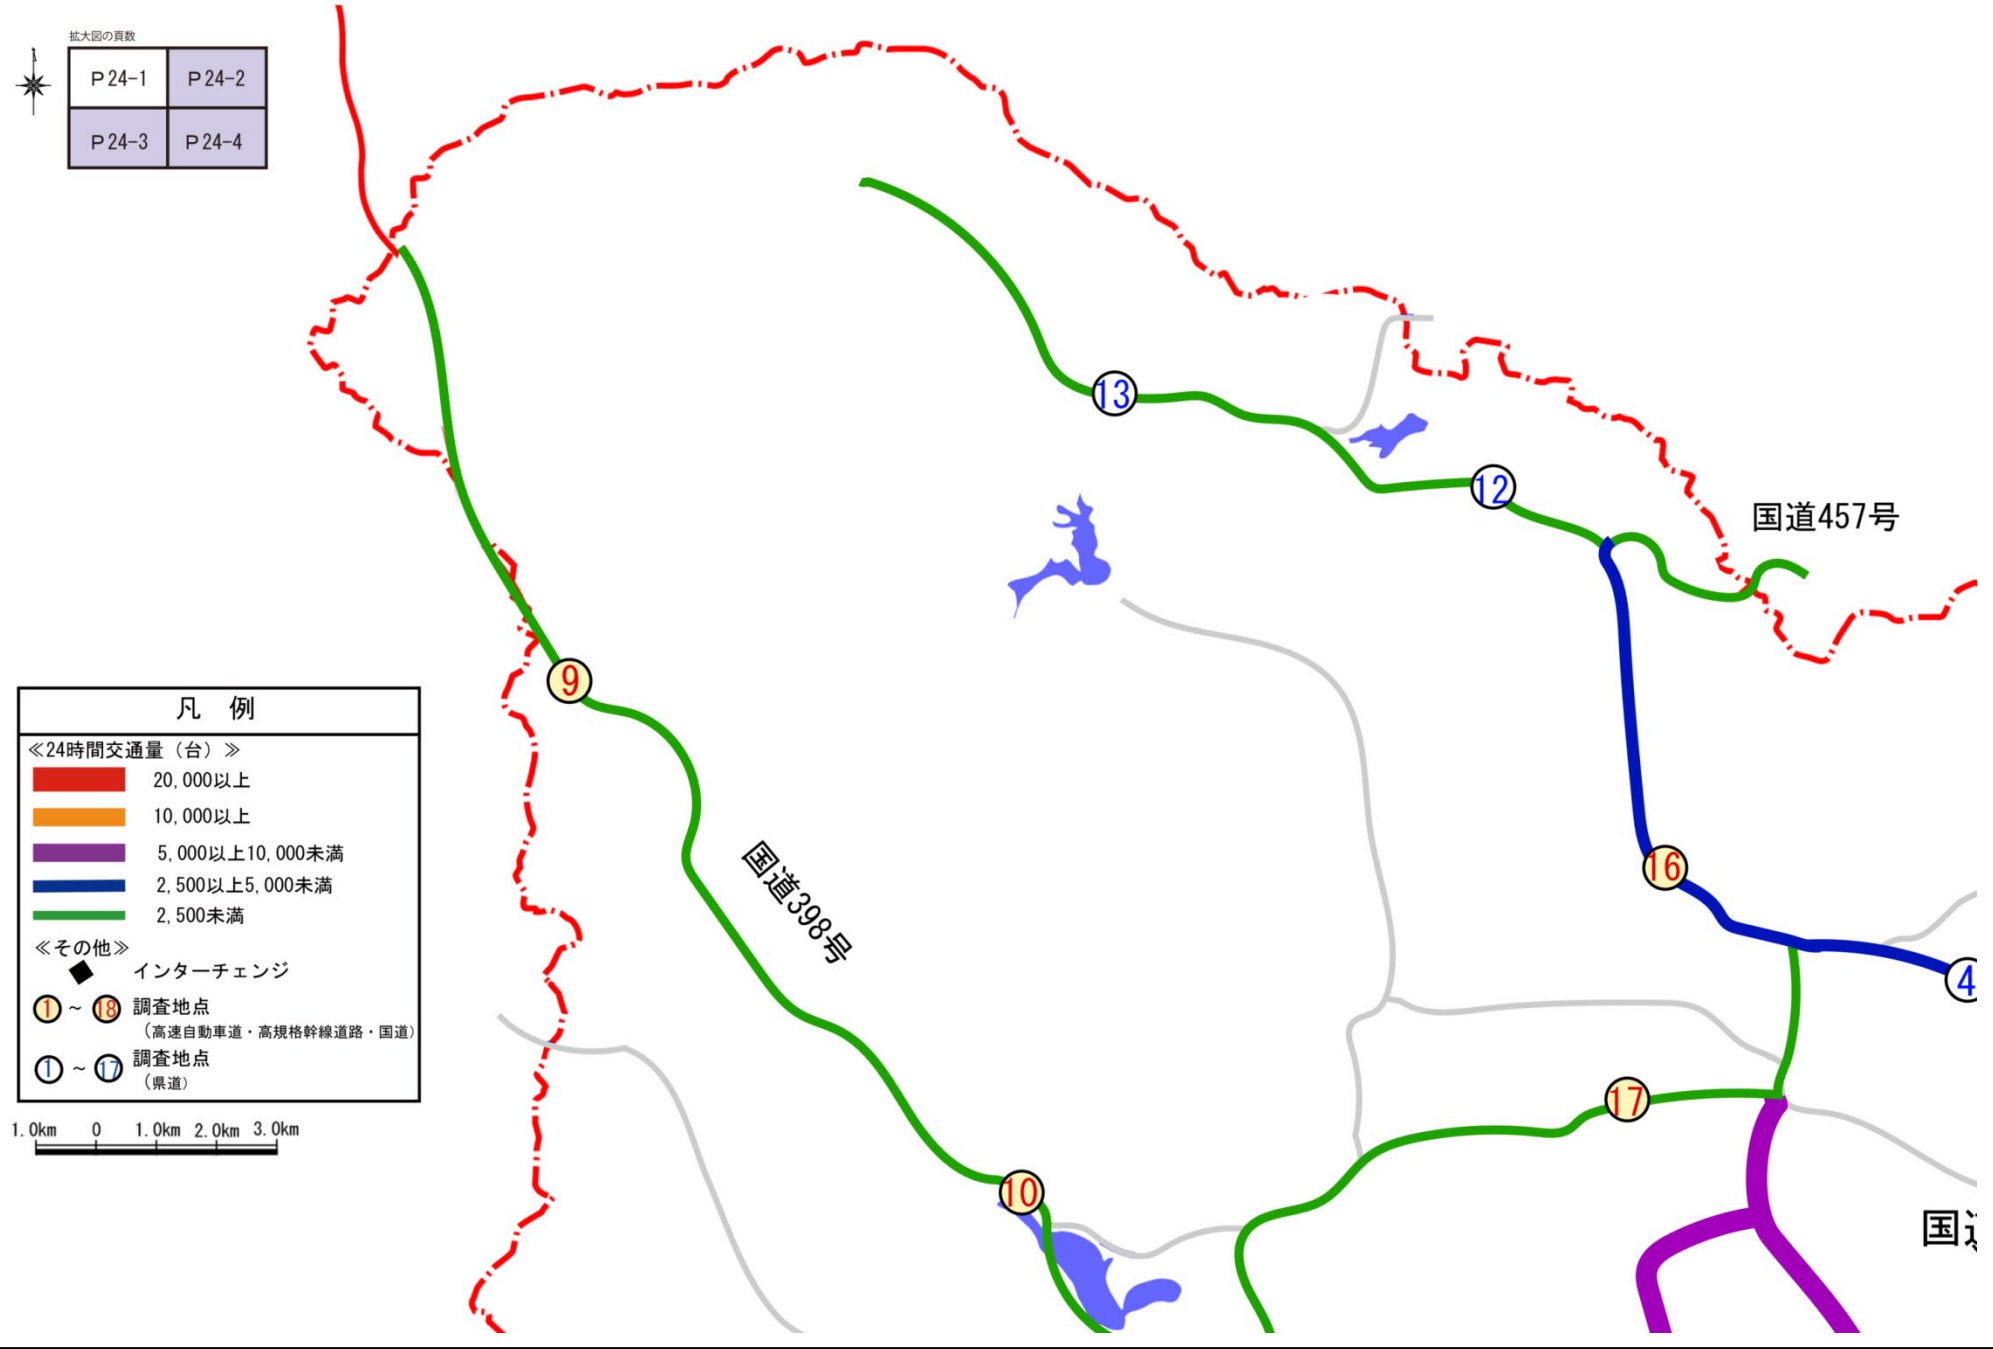 拡大図の頁数
P24-1
P24-2
P24-3
P24-4
13
12
国道457号
9
凡 例
≪24時間交通量（台）≫
20,000以上
10,000以上
5,000以上10,000未満
2,500以上5,000未満
2,500未満
≪その他≫
インターチェンジ
1 ～ 18 調査地点
（高速自動車道・高規格幹線道路・国道）
1 ～ 17 調査地点
（県道）
国道398号
16
4
17
10
1.0km 0 1.0km 2.0km 3.0km
国